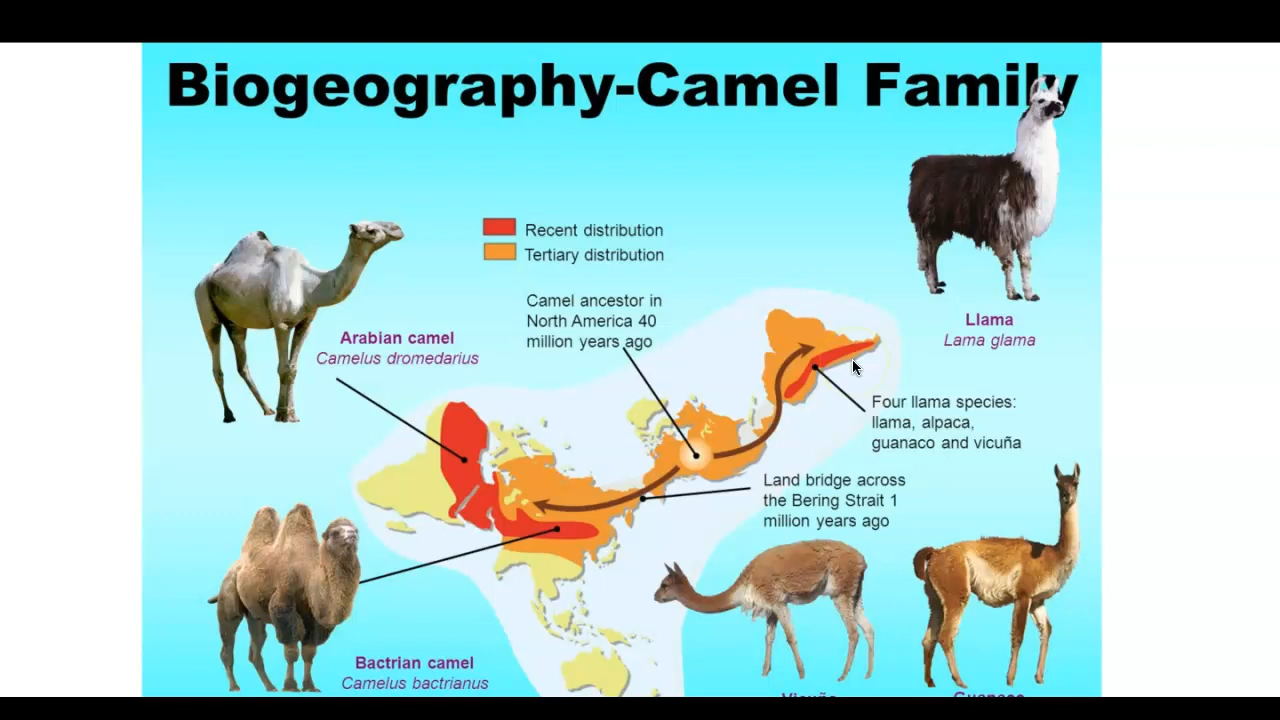 Biogeography-Camel Family
Recent distribution
Tertiary distribution
Camel ancestor in
North America 40
million years ago
Llama
Lama glama
Arabian camel
Camelus dromedarius
Four llama species:
llama, alpaca,
guanaco and vicuña
Land bridge across
the Bering Strait 1
million years ago
Bactrian camel
Camelus bactrianus
Vicuña
Guanaco